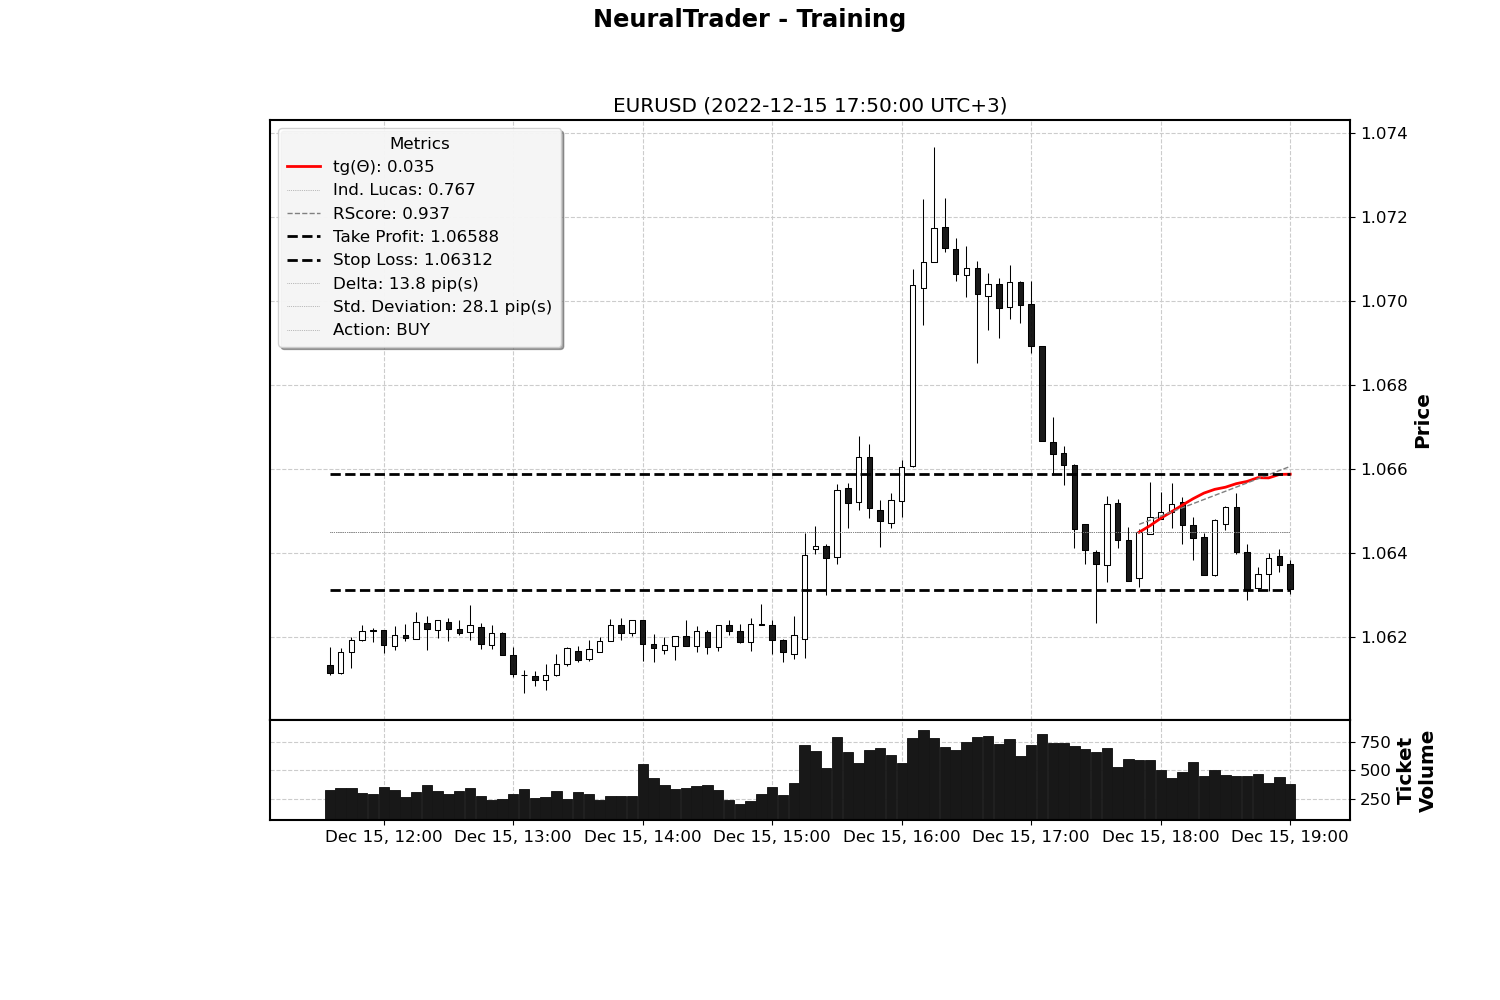 NeuralTrader - Training
EURUSD (2022-12-15 17:50:00 UTC+3)
Metrics
tg(Θ): 0.035
Ind. Lucas: 0.767
RScore: 0.937
Take Profit: 1.06588
Stop Loss: 1.06312
Delta: 13.8 pip(s)
Std. Deviation: 28.1 pip(s)
Action: BUY
1.074
1.072
1.070
1.068
1.066
1.064
1.062
Price
750
500
250
Ticket
Volume
Dec 15, 12:00
Dec 15, 13:00
Dec 15, 14:00
Dec 15, 15:00
Dec 15, 16:00
Dec 15, 17:00
Dec 15, 18:00
Dec 15, 19:00